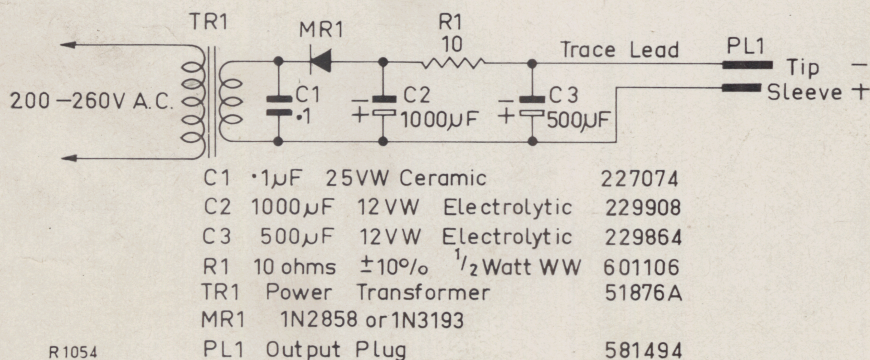 TR1
MR1
R1
10
Trace Lead
PL1
Tip −
Sleeve +
200−260V A.C.
C1
·1
− +
C2
1000µF
− +
C3
500µF
C1 ·1µF 25VW Ceramic 227074
C2 1000µF 12VW Electrolytic 229908
C3 500µF 12VW Electrolytic 229864
R1 10 ohms ±10% 1/2 Watt WW 601106
TR1 Power Transformer 51876A
MR1 1N2858 or 1N3193
PL1 Output Plug 581494
R1054